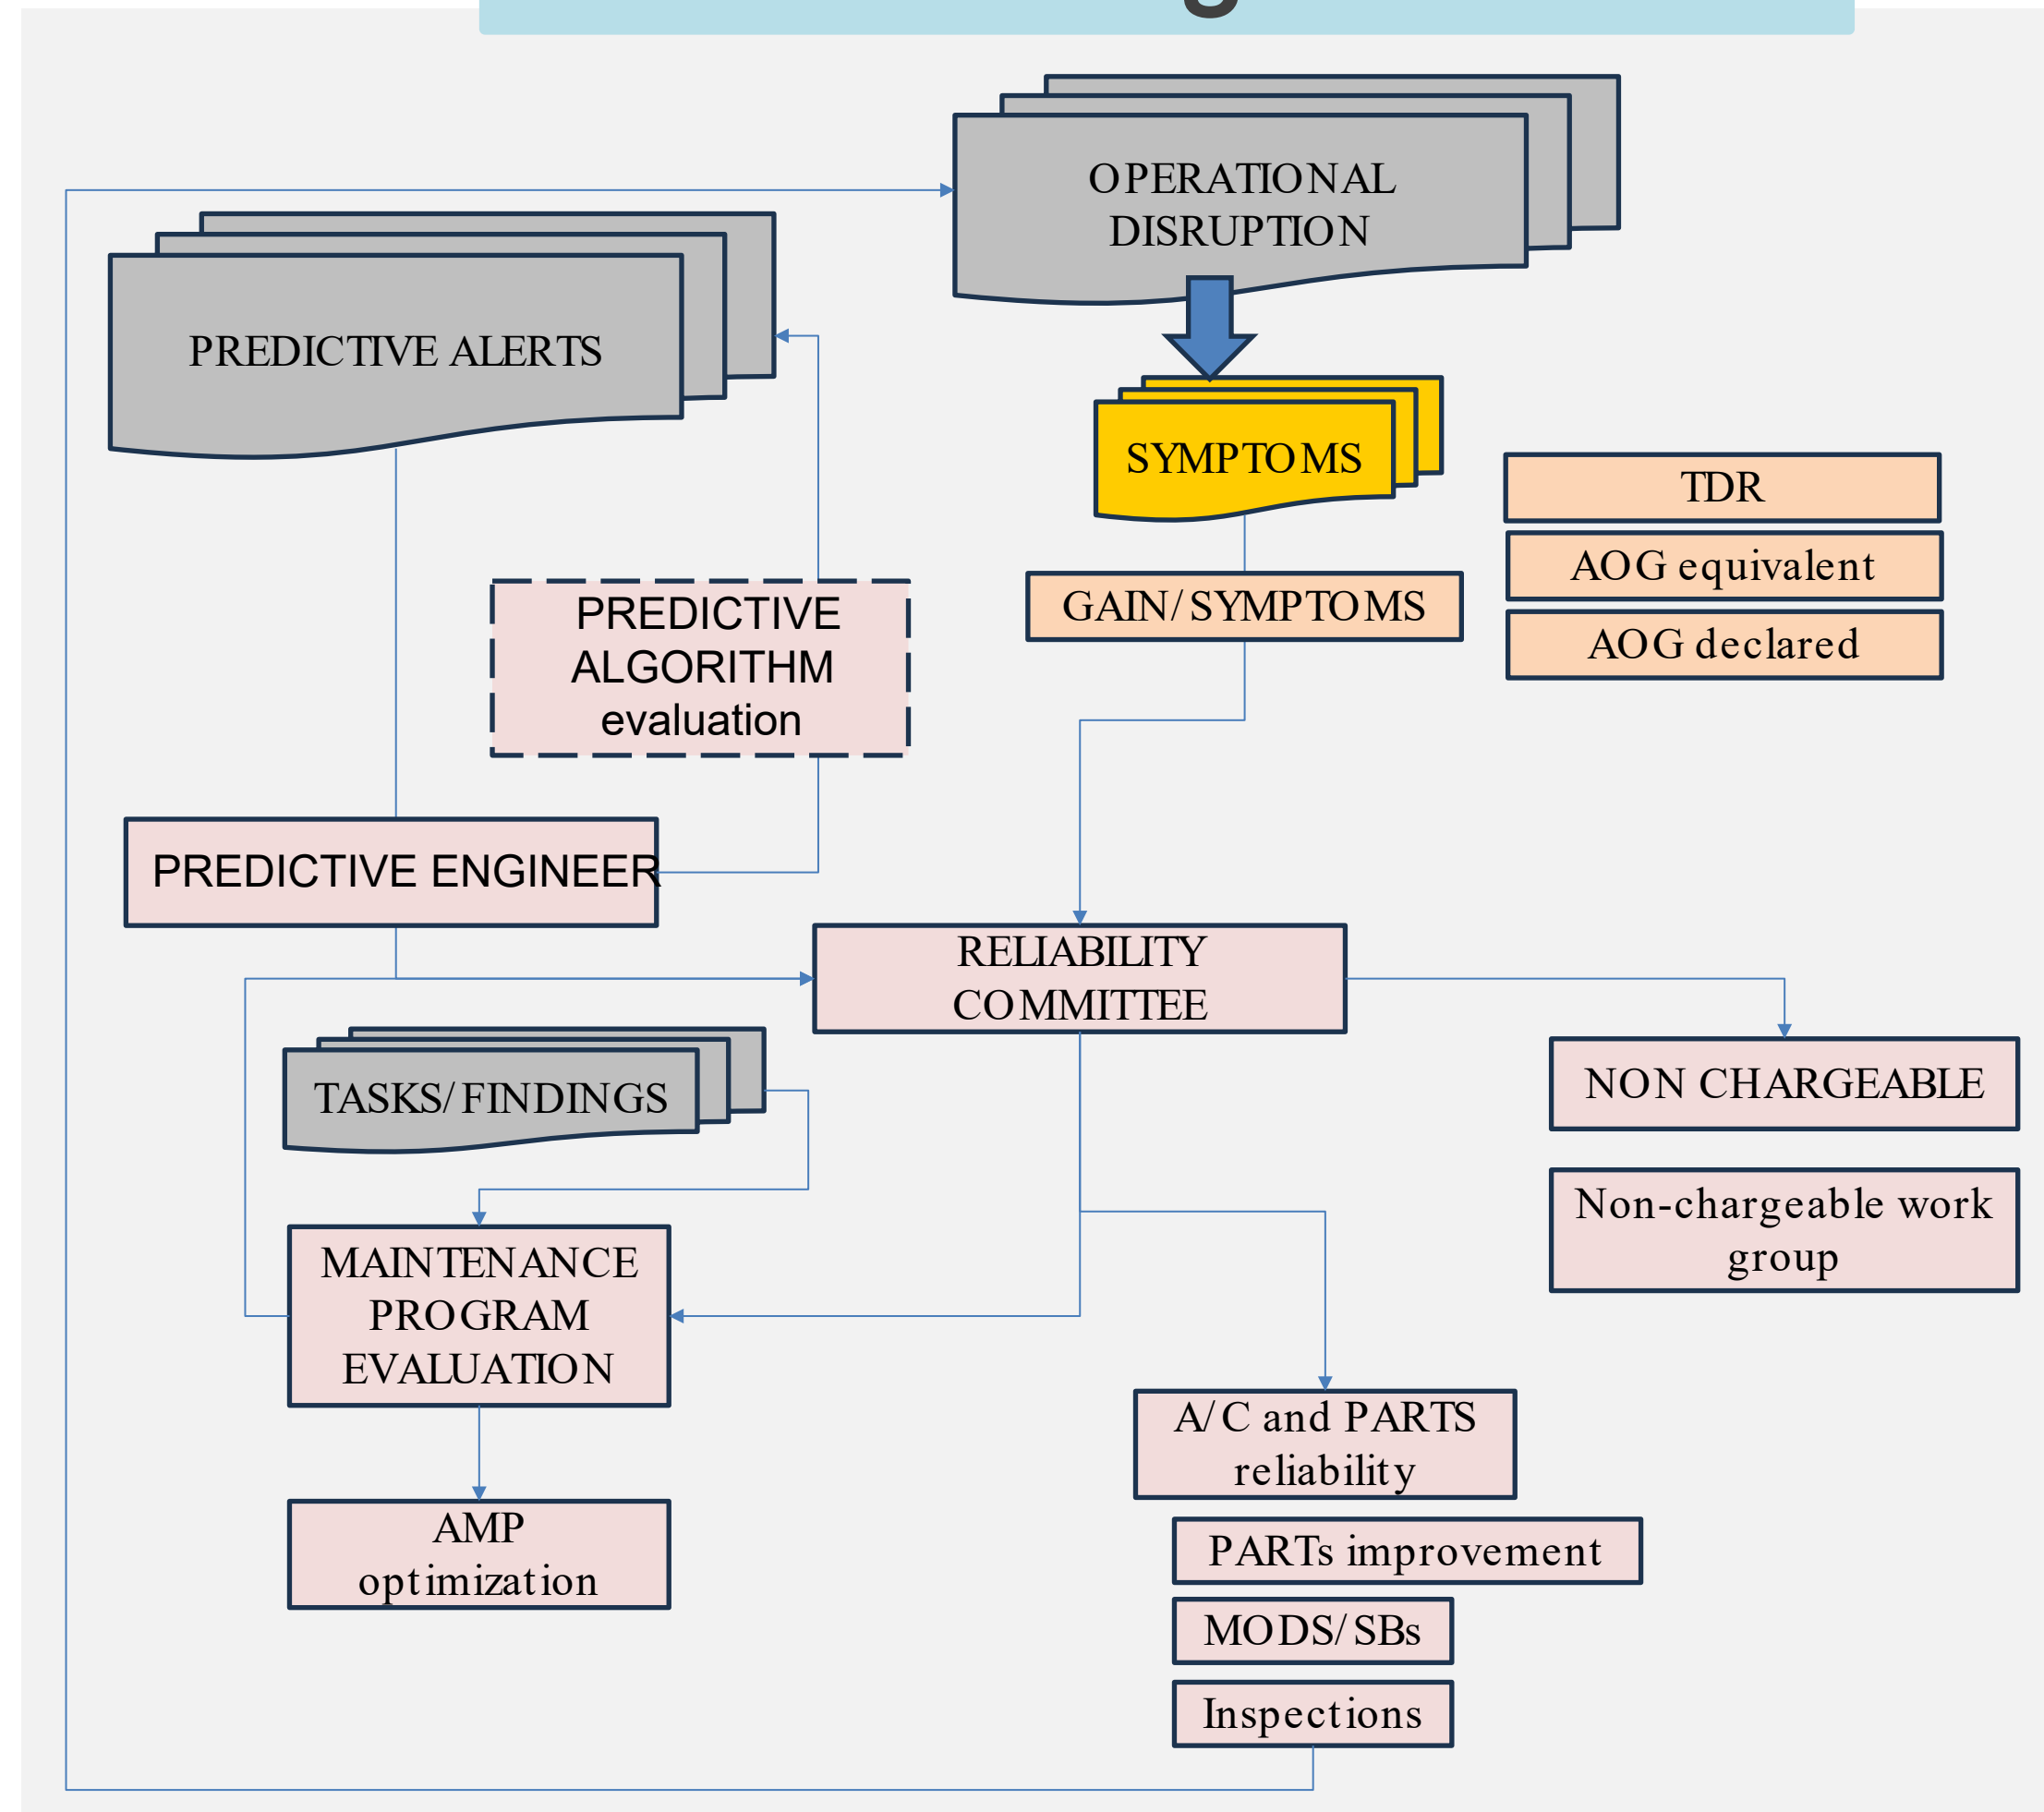 OPERATIONAL
DISRUPTION
PREDICTIVE ALERTS
SYMPTOMS
TDR
AOG equivalent
AOG declared
GAIN/SYMPTOMS
PREDICTIVE
ALGORITHM
evaluation
PREDICTIVE ENGINEER
RELIABILITY
COMMITTEE
NON CHARGEABLE
TASKS/FINDINGS
Non-chargeable work
group
MAINTENANCE
PROGRAM
EVALUATION
A/C and PARTS
reliability
AMP
optimization
PARTs improvement
MODS/SBs
Inspections